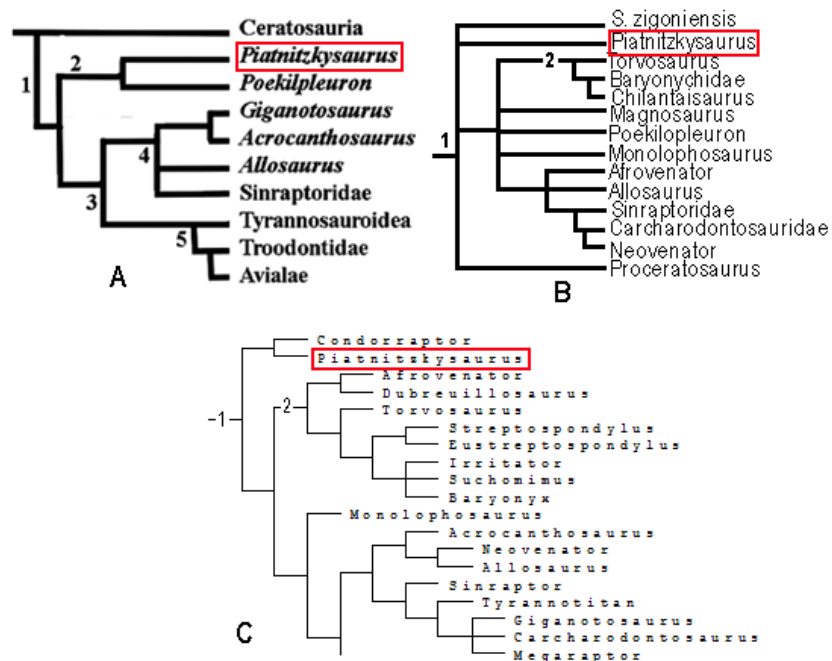 Ceratosauria
Piatnitzkysaurus
Poekilpleuron
Giganotosaurus
Acrocanthosaurus
Allosaurus
Sinraptoridae
Tyrannosauroidea
Troodontidae
Avialae
1
2
3
4
5
A
S. zigoniensis
Piatnitzkysaurus
Torvosaurus
Baryonychidae
Chilantaisaurus
Magnosaurus
Poekilopleuron
Monolophosaurus
Afrovenator
Allosaurus
Sinraptoridae
Carcharodontosauridae
Neovenator
Proceratosaurus
1
2
B
Condorraptor
Piatnitzkysaurus
Afrovenator
Dubreuillosaurus
Torvosaurus
Streptospondylus
Eustreptospondylus
Irritator
Suchomimus
Baryonyx
Monolophosaurus
Acrocanthosaurus
Neovenator
Allosaurus
Sinraptor
Tyrannotitan
Giganotosaurus
Carcharodontosaurus
Megaraptor
1
2
C